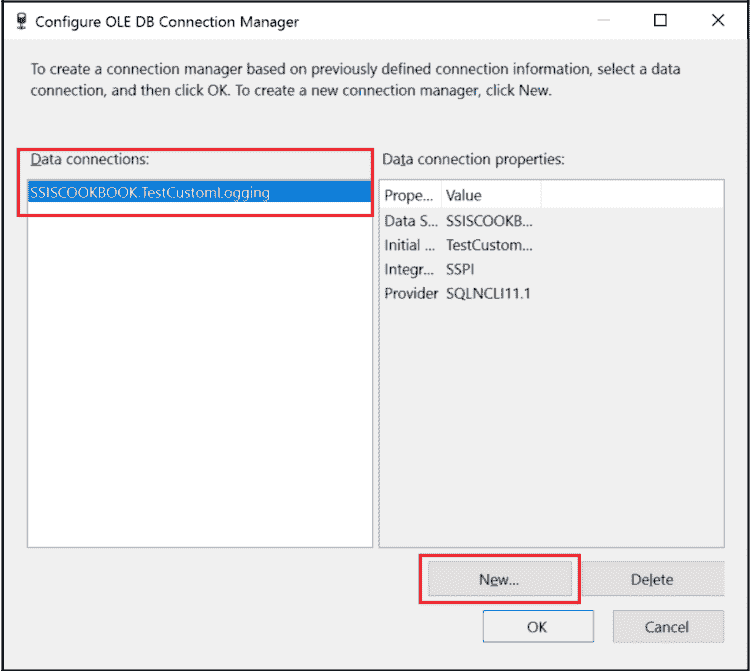 Configure OLE DB Connection Manager
To create a connection manager based on previously defined connection information, select a data
connection, and then click OK. To create a new connection manager, click New.
Data connections:
SSISCOOKBOOK.TestCustomLogging
Data connection properties:
Prope... Value
Data S... SSISCOOKB...
Initial ... TestCustom...
Integr... SSPI
Provider SQLNCLI11.1
New...
Delete
OK
Cancel